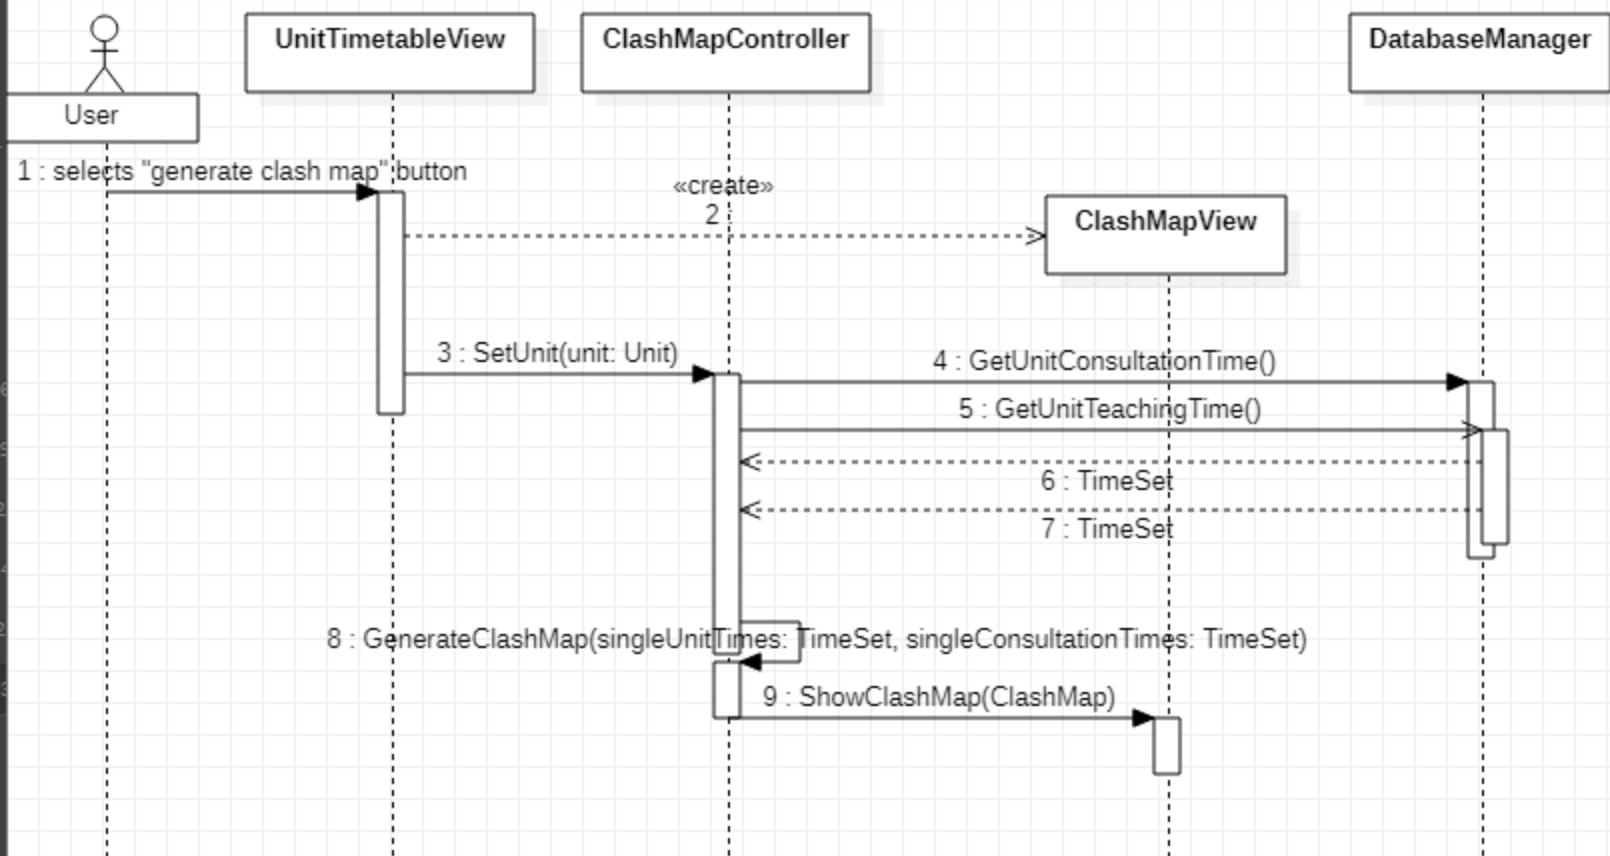 UnitTimetableView
ClashMapController
DatabaseManager
User
1 : selects "generate clash map" button
«create»
2 :
ClashMapView
3 : SetUnit(unit: Unit)
4 : GetUnitConsultationTime()
5 : GetUnitTeachingTime()
6 : TimeSet
7 : TimeSet
8 : GenerateClashMap(singleUnitTimes: TimeSet, singleConsultationTimes: TimeSet)
9 : ShowClashMap(ClashMap)